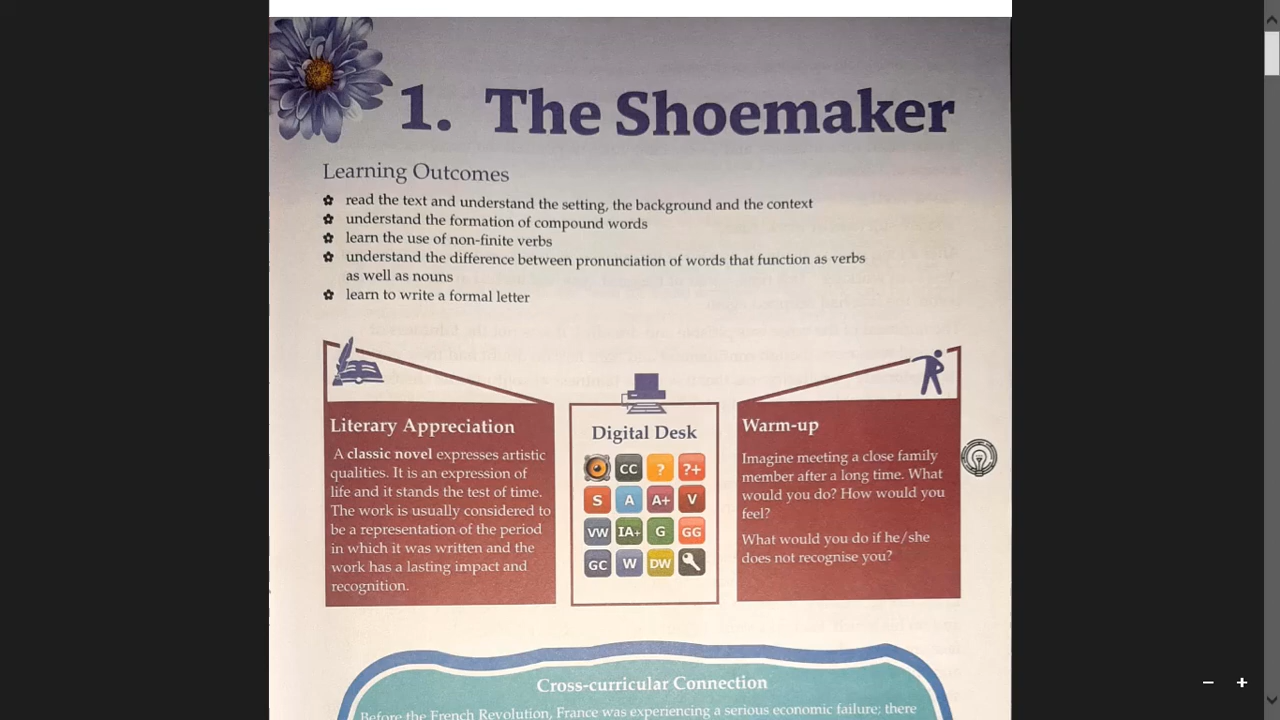 1. The Shoemaker
Learning Outcomes
read the text and understand the setting, the background and the context
understand the formation of compound words
learn the use of non-finite verbs
understand the difference between pronunciation of words that function as verbs
as well as nouns
learn to write a formal letter
Literary Appreciation
A classic novel expresses artistic
qualities. It is an expression of
life and it stands the test of time.
The work is usually considered to
be a representation of the period
in which it was written and the
work has a lasting impact and
recognition.
Digital Desk
CC ? ?+
S A A+ V
VW IA+ G GG
GC W DW
Warm-up
Imagine meeting a close family
member after a long time. What
would you do? How would you
feel?
What would you do if he/she
does not recognise you?
Cross-curricular Connection
Before the French Revolution, France was experiencing a serious economic failure; there